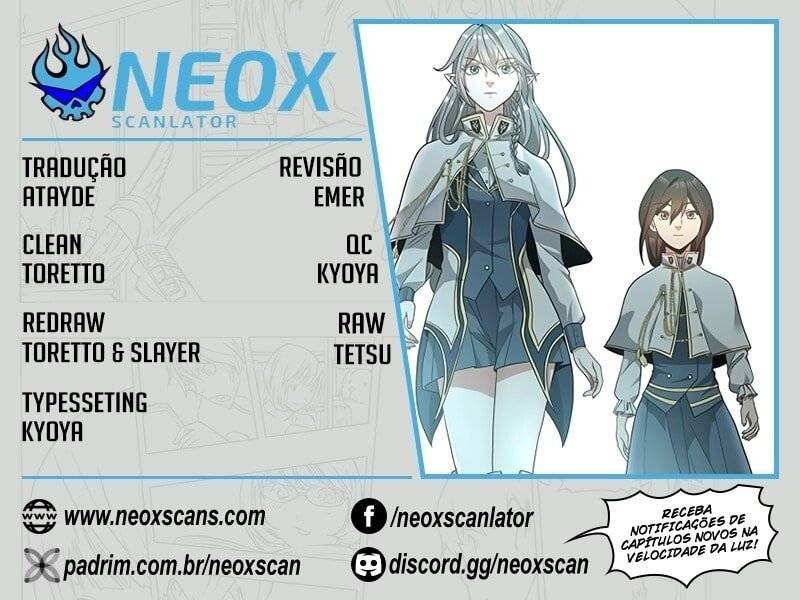 NEOX
SCANLATOR
TRADUÇÃO
ATAYDE
REVISÃO
EMER
CLEAN
TORETTO
QC
KYOYA
REDRAW
TORETTO & SLAYER
RAW
TETSU
TYPESSETING
KYOYA
www
www.neoxscans.com
/neoxscanlator
padrim.com.br/neoxscan
discord.gg/neoxscan
RECEBA
NOTIFICAÇÕES DE
CAPÍTULOS NOVOS NA
VELOCIDADE DA LUZ!